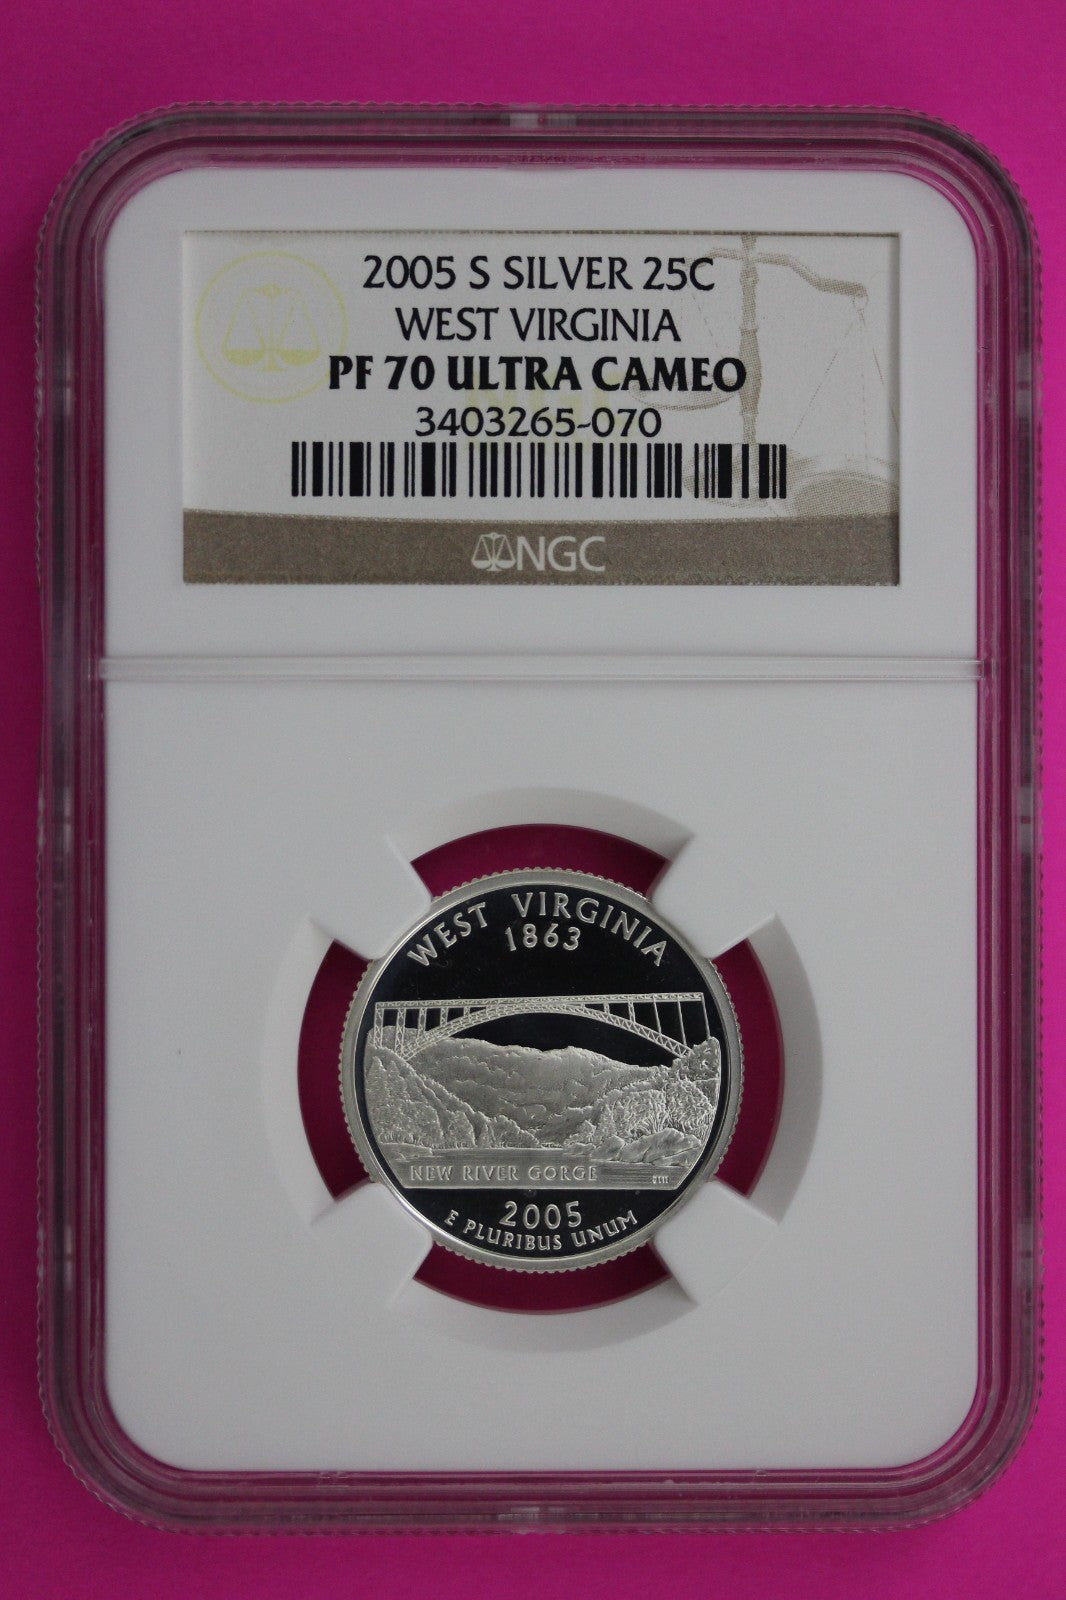 2005 S SILVER 25C
WEST VIRGINIA
PF 70 ULTRA CAMEO
3403265-070
NGC
WEST VIRGINIA
1863
NEW RIVER GORGE
2005
E PLURIBUS UNUM